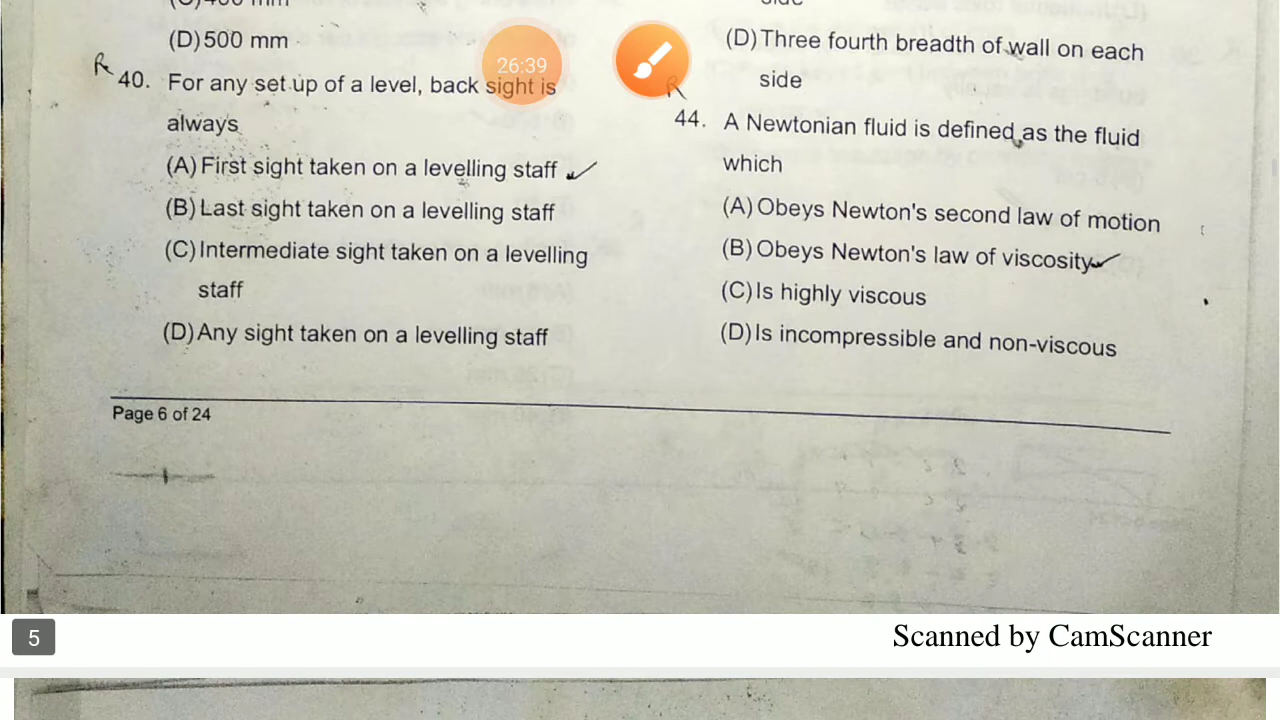 (D) 500 mm
R
40. For any set up of a level, back sight is
always
(A) First sight taken on a levelling staff
(B) Last sight taken on a levelling staff
(C) Intermediate sight taken on a levelling
staff
(D) Any sight taken on a levelling staff
Page 6 of 24
26:39
side
(D) Three fourth breadth of wall on each
side
R
44. A Newtonian fluid is defined as the fluid
which
(A) Obeys Newton's second law of motion
(B) Obeys Newton's law of viscosity
(C) Is highly viscous
(D) Is incompressible and non-viscous
5
Scanned by CamScanner